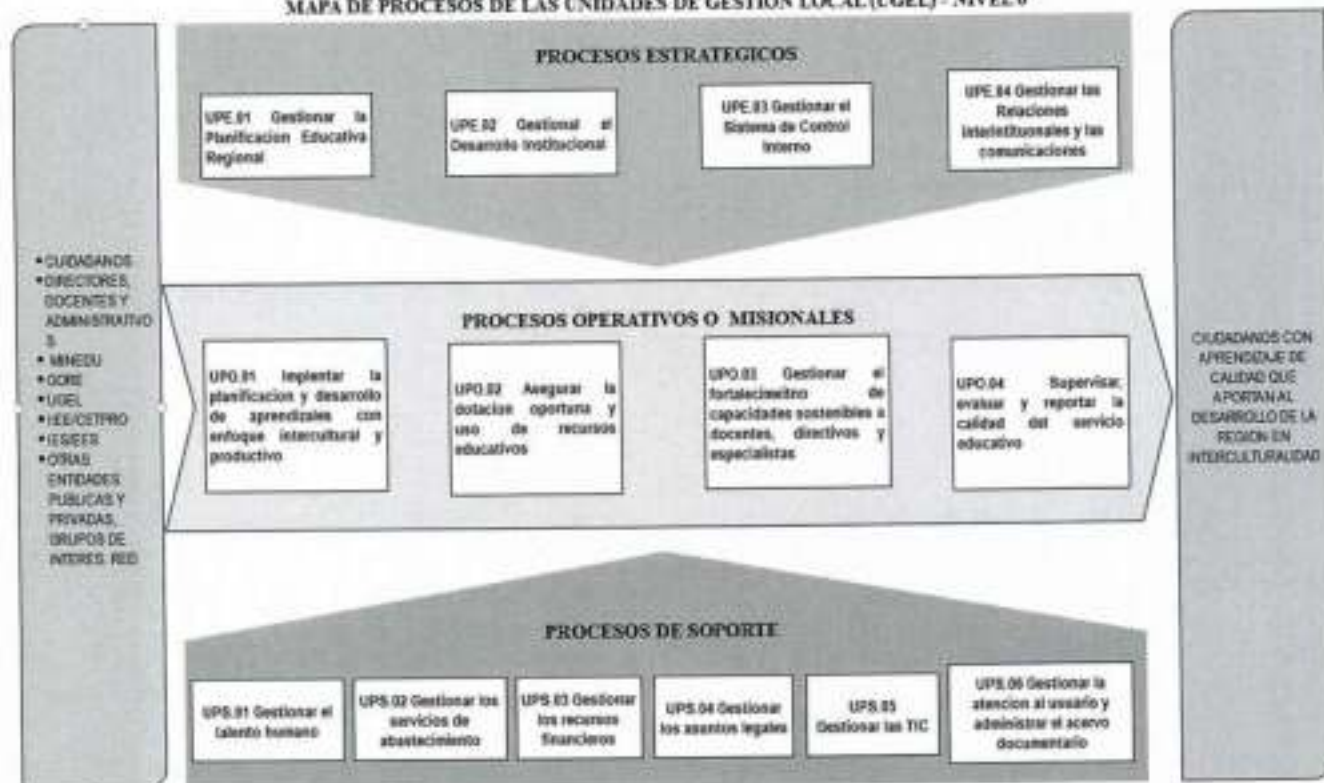 MAPA DE PROCESOS DE LAS UNIDADES DE GESTION LOCAL (UGEL) - NIVEL 0
PROCESOS ESTRATEGICOS
UPE.01 Gestionar la
Planificacion Educativa
Regional
UPE.02 Gestional el
Desarrollo Institucional
UPE.03 Gestionar el
Sistema de Control
Interno
UPE.04 Gestionar las
Relaciones
interinstituonales y las
comunicaciones
• CUIDADANOS
• DIRECTORES,
DOCENTES Y
ADMINISTRATIVO
S
• MINEDU
• GORE
• UGEL
• IIEE/CETPRO
• IES/EES
• OTRAS
ENTIDADES
PUBLICAS Y
PRIVADAS,
GRUPOS DE
INTERES. RED
PROCESOS OPERATIVOS O MISIONALES
UPO.01 Implentar la
planificacion y desarrollo
de aprendizales con
enfoque intercultural y
productivo
UPO.02 Asegurar la
dotacion oportuna y
uso de recursos
educativos
UPO.03 Gestionar el
fortalecimeitno de
capacidades sostenibles a
docentes, directivos y
especialistas
UPO.04 Supervisar,
evaluar y reportar la
calidad del servicio
educativo
CIUDADANOS CON
APRENDIZAJE DE
CALIDAD QUE
APORTAN AL
DESARROLLO DE LA
REGION EN
INTERCULTURALIDAD
PROCESOS DE SOPORTE
UPS.01 Gestionar el
talento humano
UPS.02 Gestionar los
servicios de
abastecimiento
UPS.03 Gestionar
los recursos
financieros
UPS.04 Gestionar
los asuntos legales
UPS.05
Gestionar las TIC
UPS.06 Gestionar la
atencion al usuario y
administrar el acervo
documentario